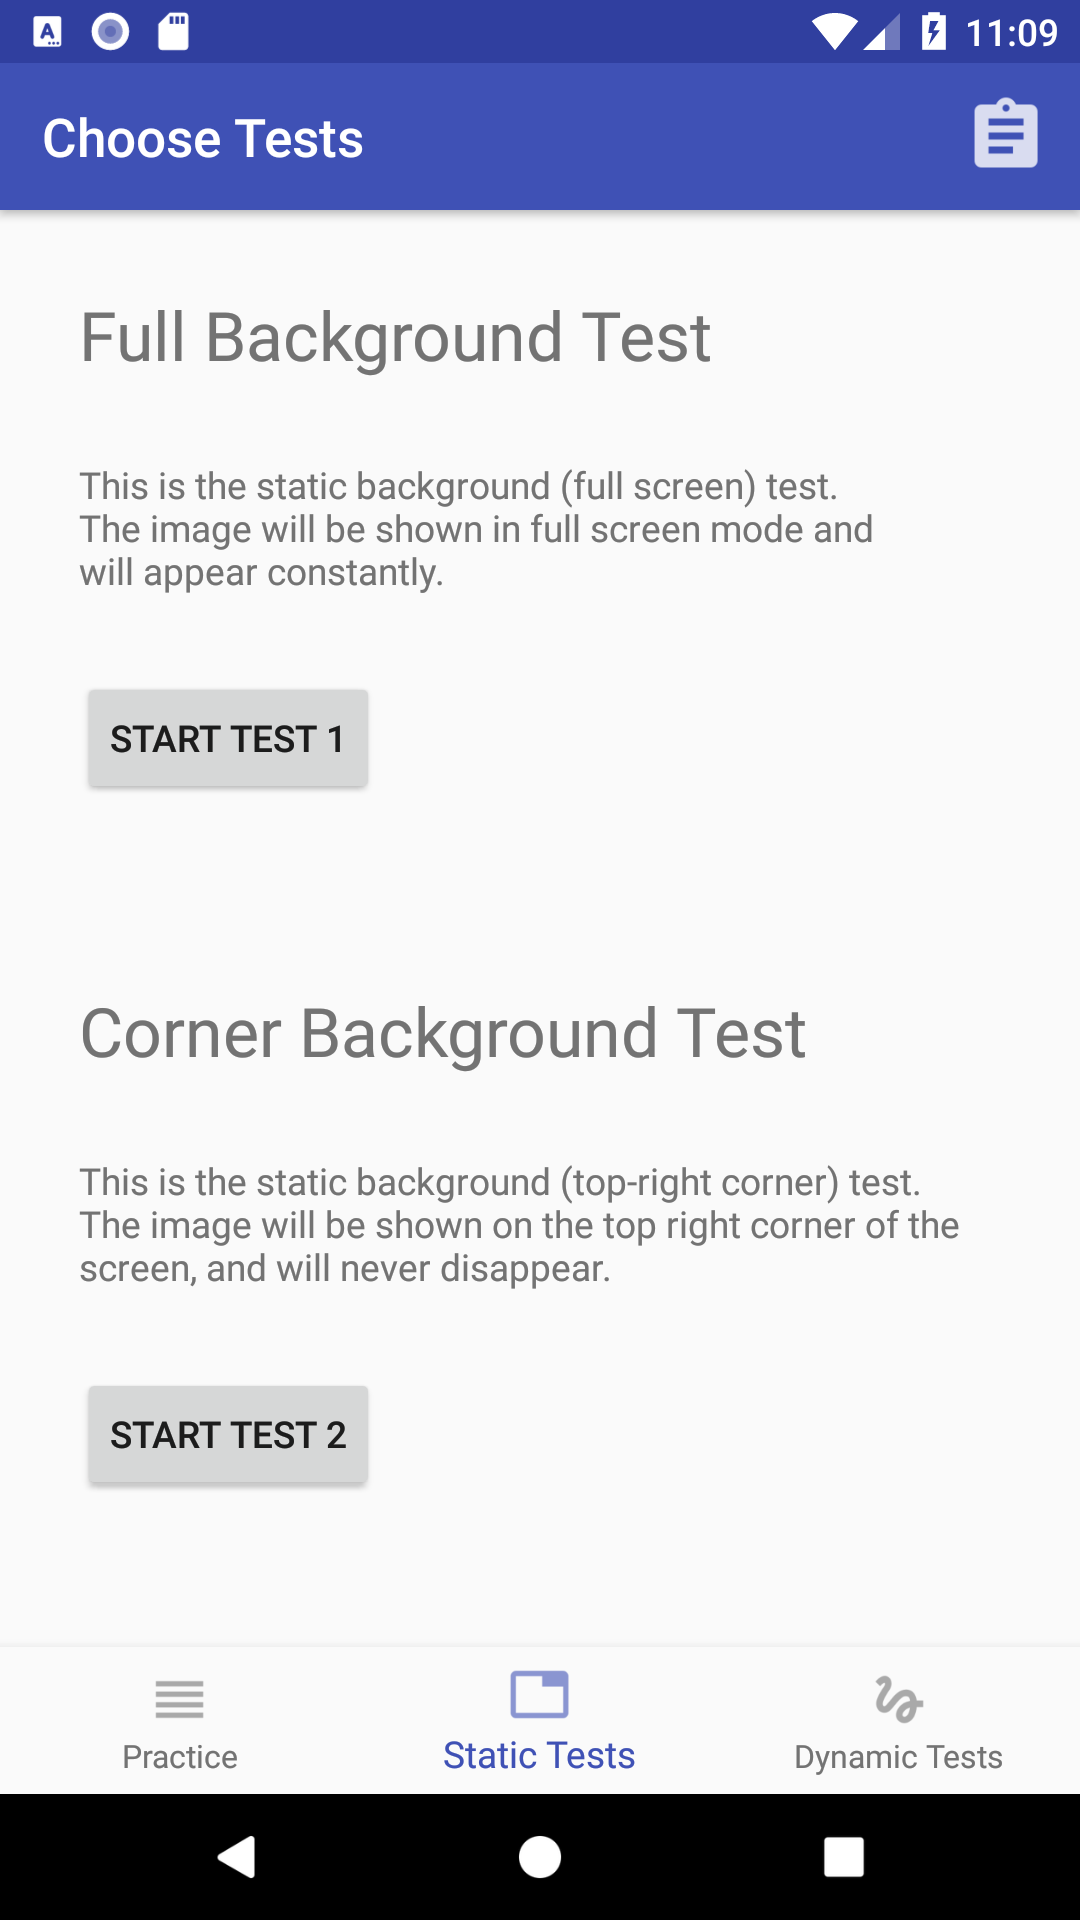 11:09
Choose Tests
Full Background Test
This is the static background (full screen) test.
The image will be shown in full screen mode and
will appear constantly.
START TEST 1
Corner Background Test
This is the static background (top-right corner) test.
The image will be shown on the top right corner of the
screen, and will never disappear.
START TEST 2
Practice
Static Tests
Dynamic Tests